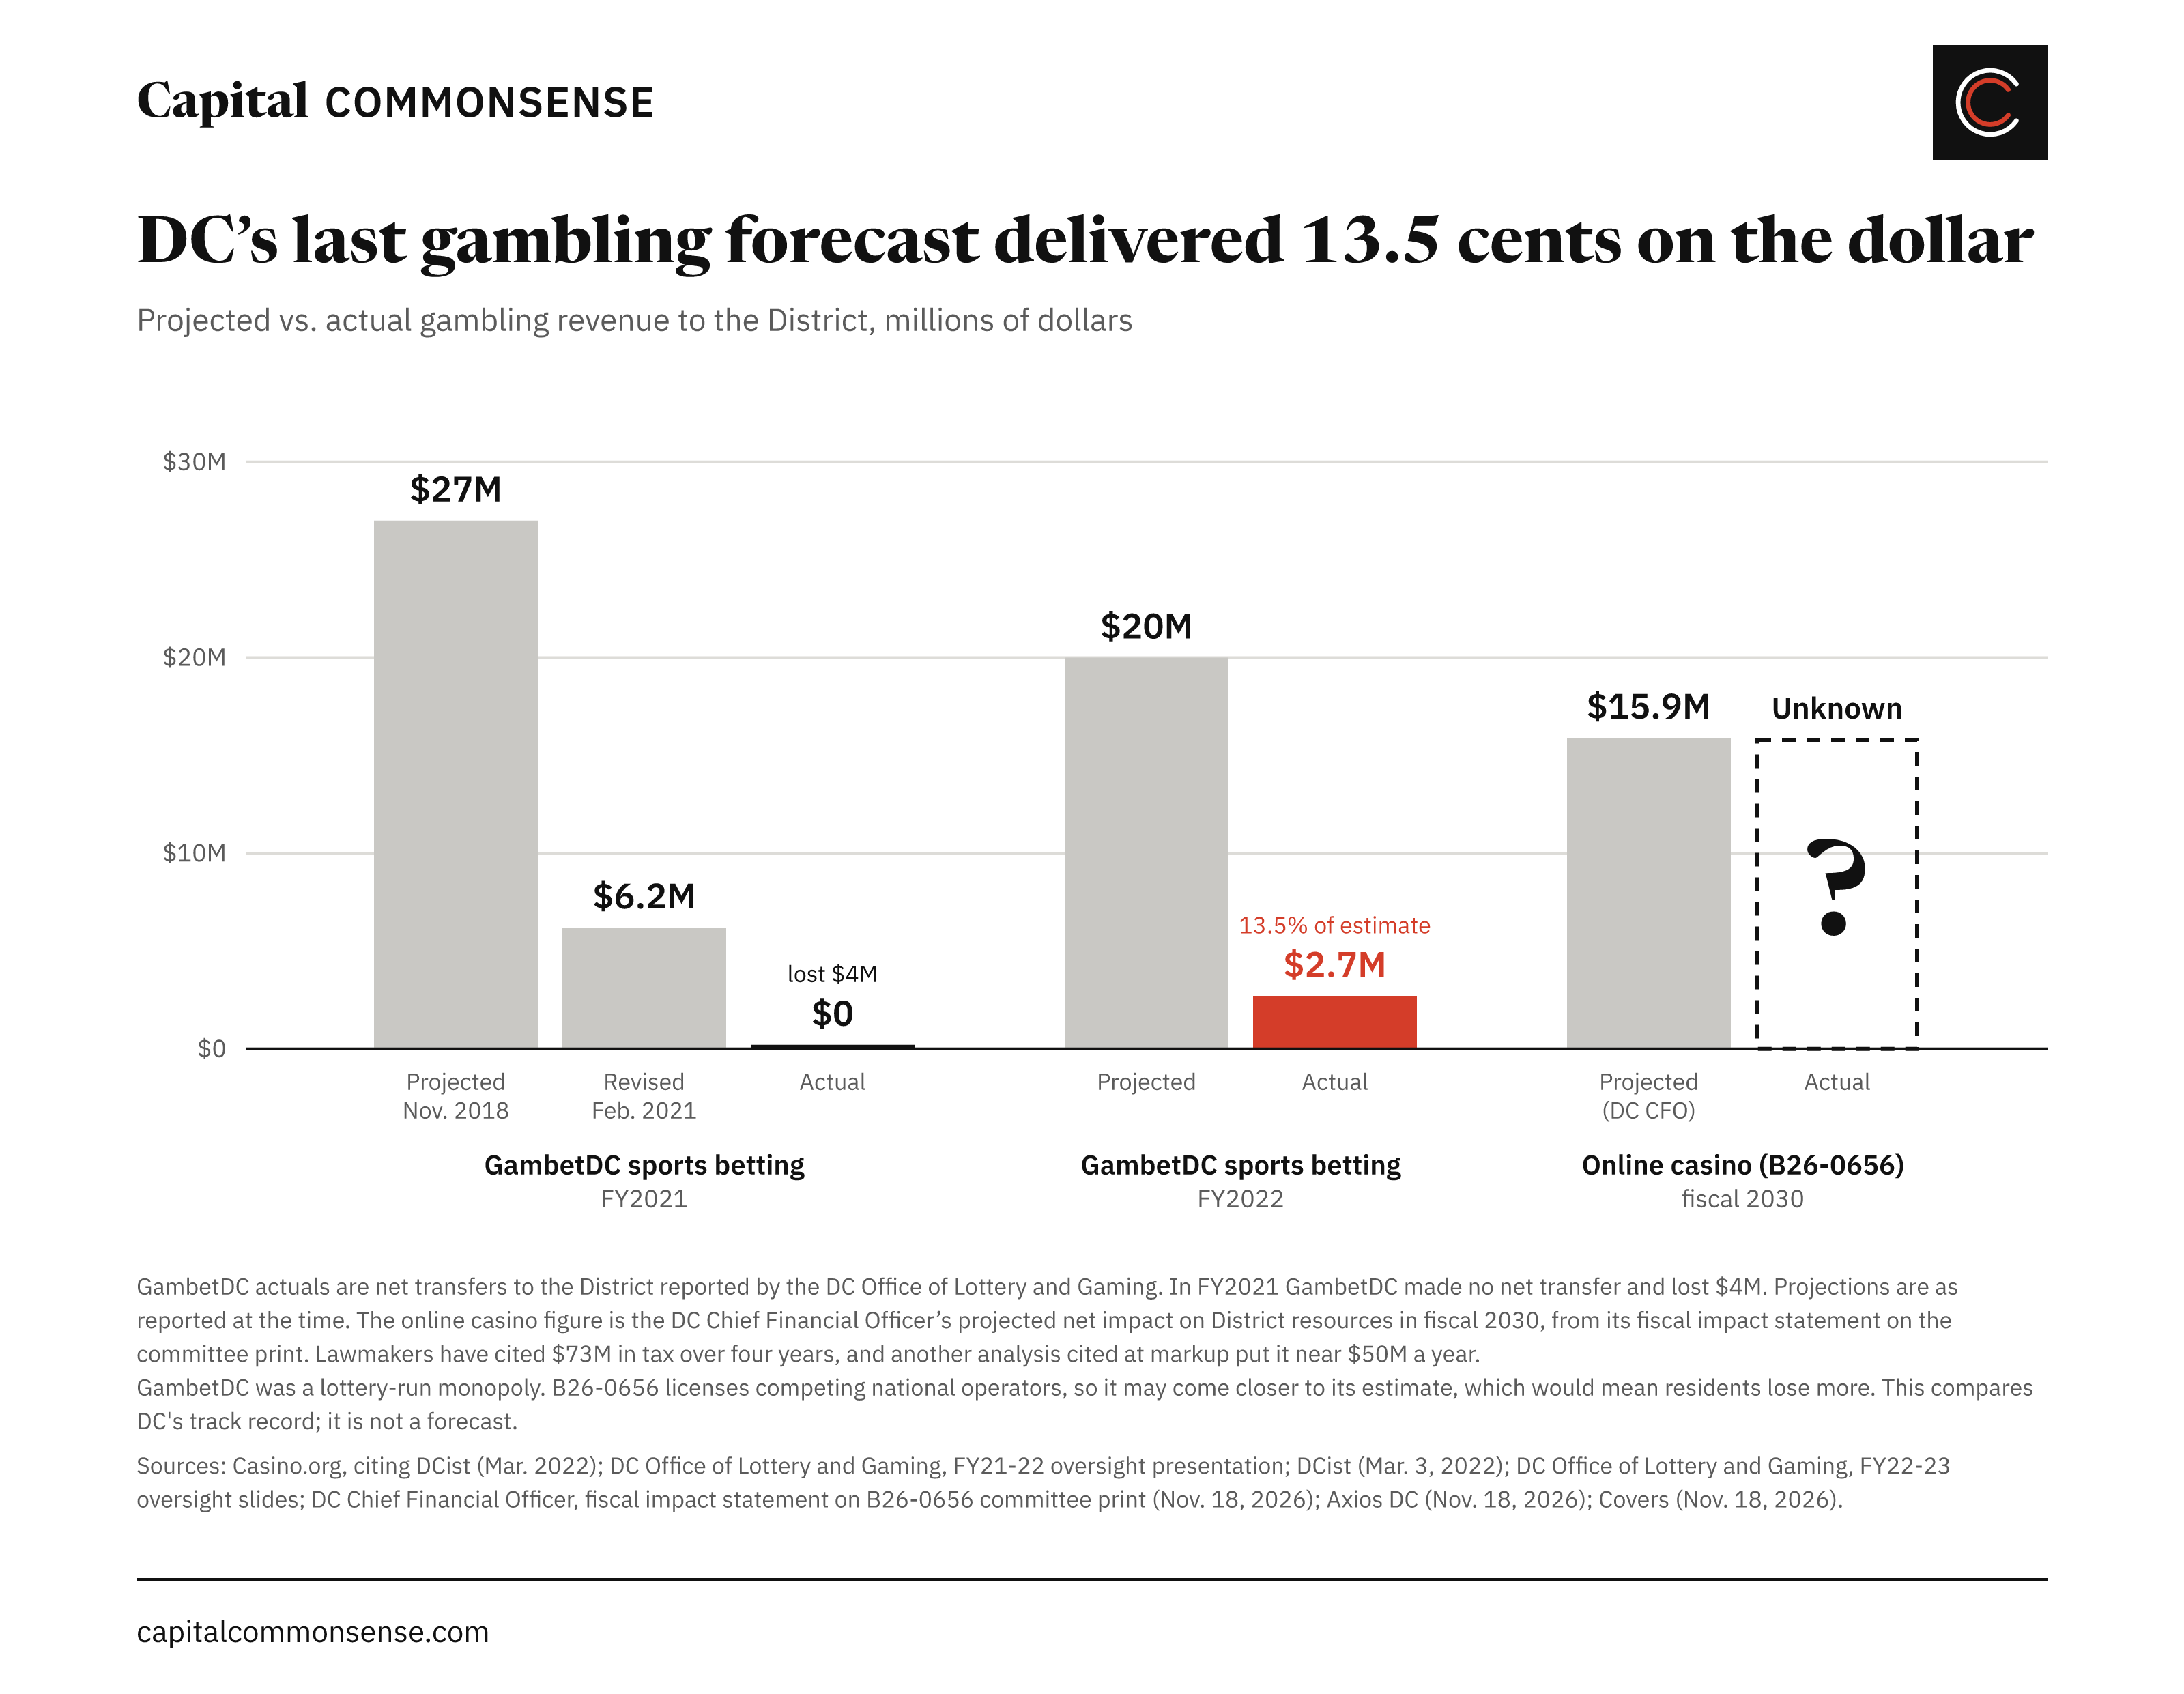 Capital COMMONSENSE
DC’s last gambling forecast delivered 13.5 cents on the dollar
Projected vs. actual gambling revenue to the District, millions of dollars
$30M
$27M
$20M
$20M
$15.9M
Unknown
$10M
?
$6.2M
13.5% of estimate
$2.7M
lost $4M
$0
$0
Projected
Nov. 2018
Revised
Feb. 2021
Actual
Projected
Actual
Projected
(DC CFO)
Actual
GambetDC sports betting
FY2021
GambetDC sports betting
FY2022
Online casino (B26-0656)
fiscal 2030
GambetDC actuals are net transfers to the District reported by the DC Office of Lottery and Gaming. In FY2021 GambetDC made no net transfer and lost $4M. Projections are as
reported at the time. The online casino figure is the DC Chief Financial Officer’s projected net impact on District resources in fiscal 2030, from its fiscal impact statement on the
committee print. Lawmakers have cited $73M in tax over four years, and another analysis cited at markup put it near $50M a year.
GambetDC was a lottery-run monopoly. B26-0656 licenses competing national operators, so it may come closer to its estimate, which would mean residents lose more. This compares
DC's track record; it is not a forecast.
Sources: Casino.org, citing DCist (Mar. 2022); DC Office of Lottery and Gaming, FY21-22 oversight presentation; DCist (Mar. 3, 2022); DC Office of Lottery and Gaming, FY22-23
oversight slides; DC Chief Financial Officer, fiscal impact statement on B26-0656 committee print (Nov. 18, 2026); Axios DC (Nov. 18, 2026); Covers (Nov. 18, 2026).
capitalcommonsense.com